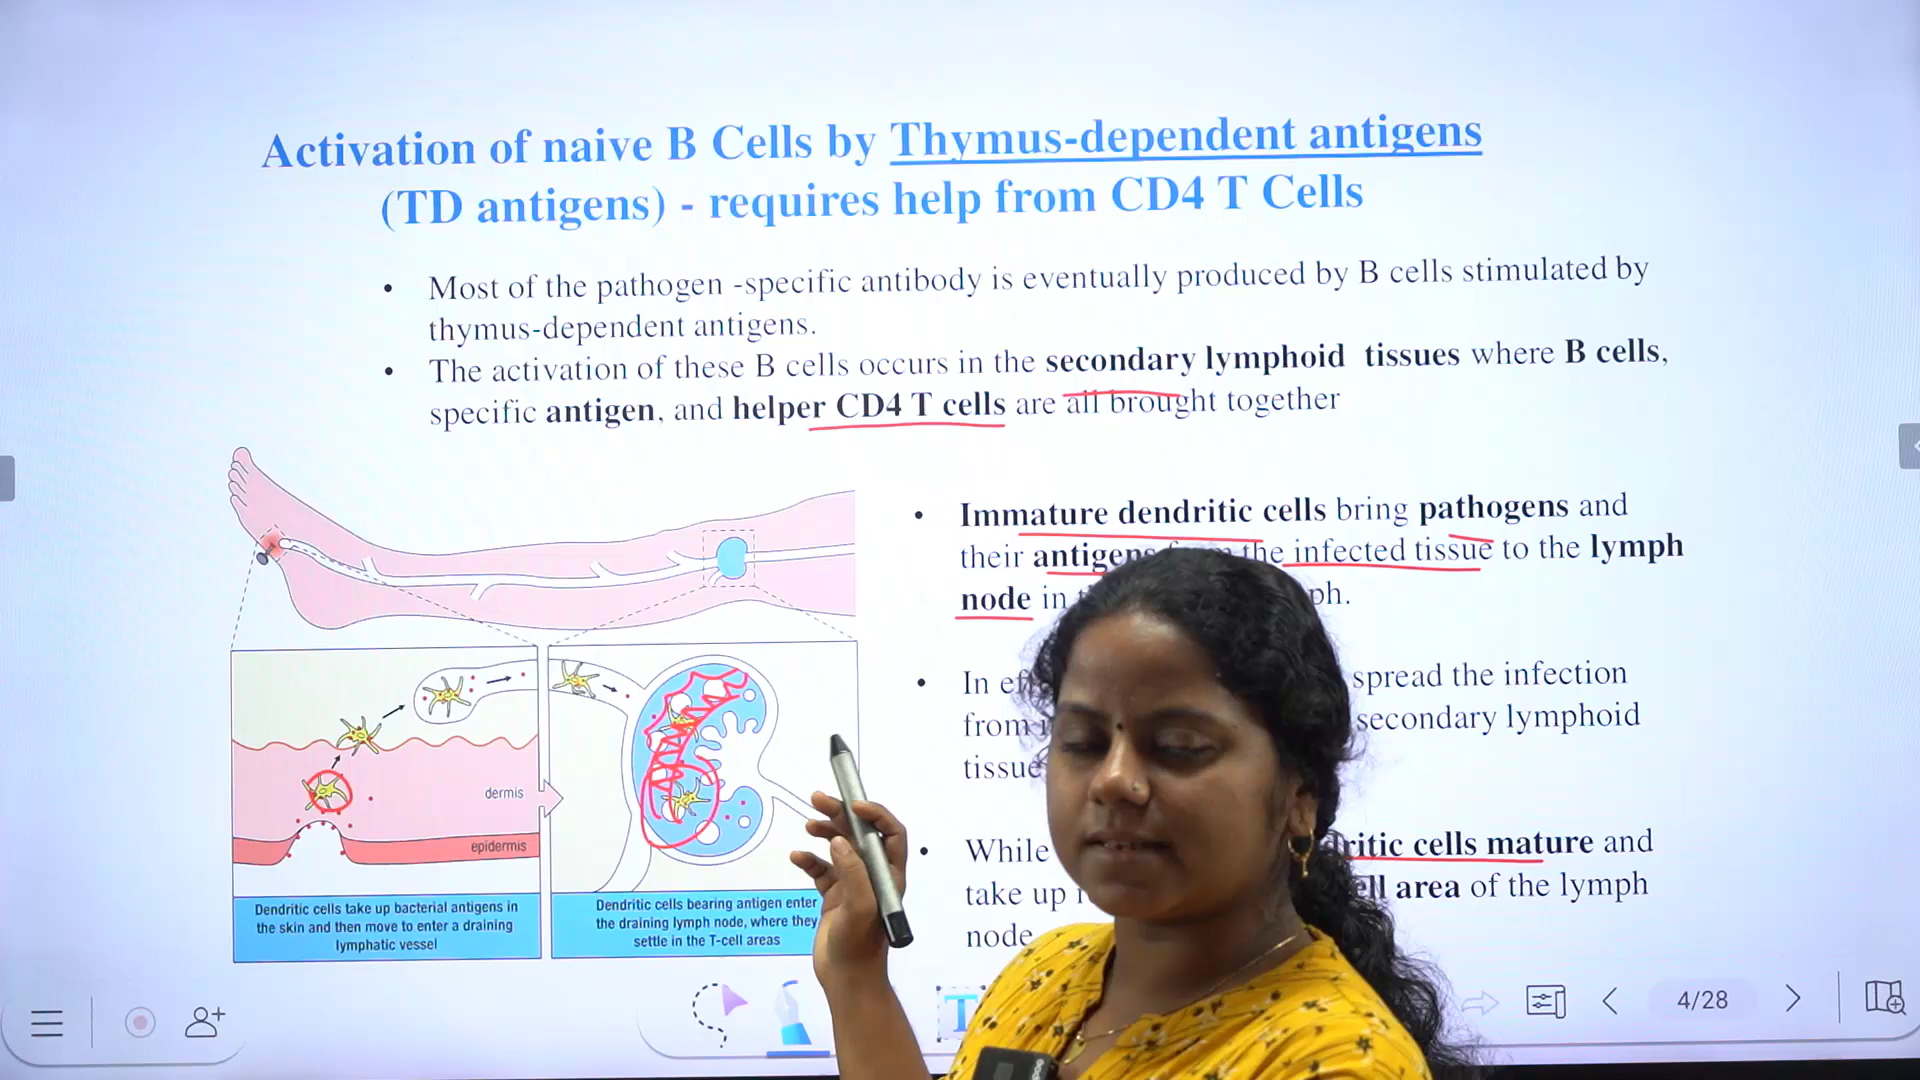 Activation of naive B Cells by Thymus-dependent antigens
(TD antigens) - requires help from CD4 T Cells
• Most of the pathogen -specific antibody is eventually produced by B cells stimulated by
thymus-dependent antigens.
• The activation of these B cells occurs in the secondary lymphoid tissues where B cells,
specific antigen, and helper CD4 T cells are all brought together
• Immature dendritic cells bring pathogens and
their antigens the infected tissue to the lymph
node in
• In spread the infection
from secondary lymphoid
tissue
• While cells mature and
take up area of the lymph
node
dermis
epidermis
Dendritic cells take up bacterial antigens in
the skin and then move to enter a draining
lymphatic vessel
Dendritic cells bearing antigen enter
the draining lymph node, where they
settle in the T-cell areas
T
4/28